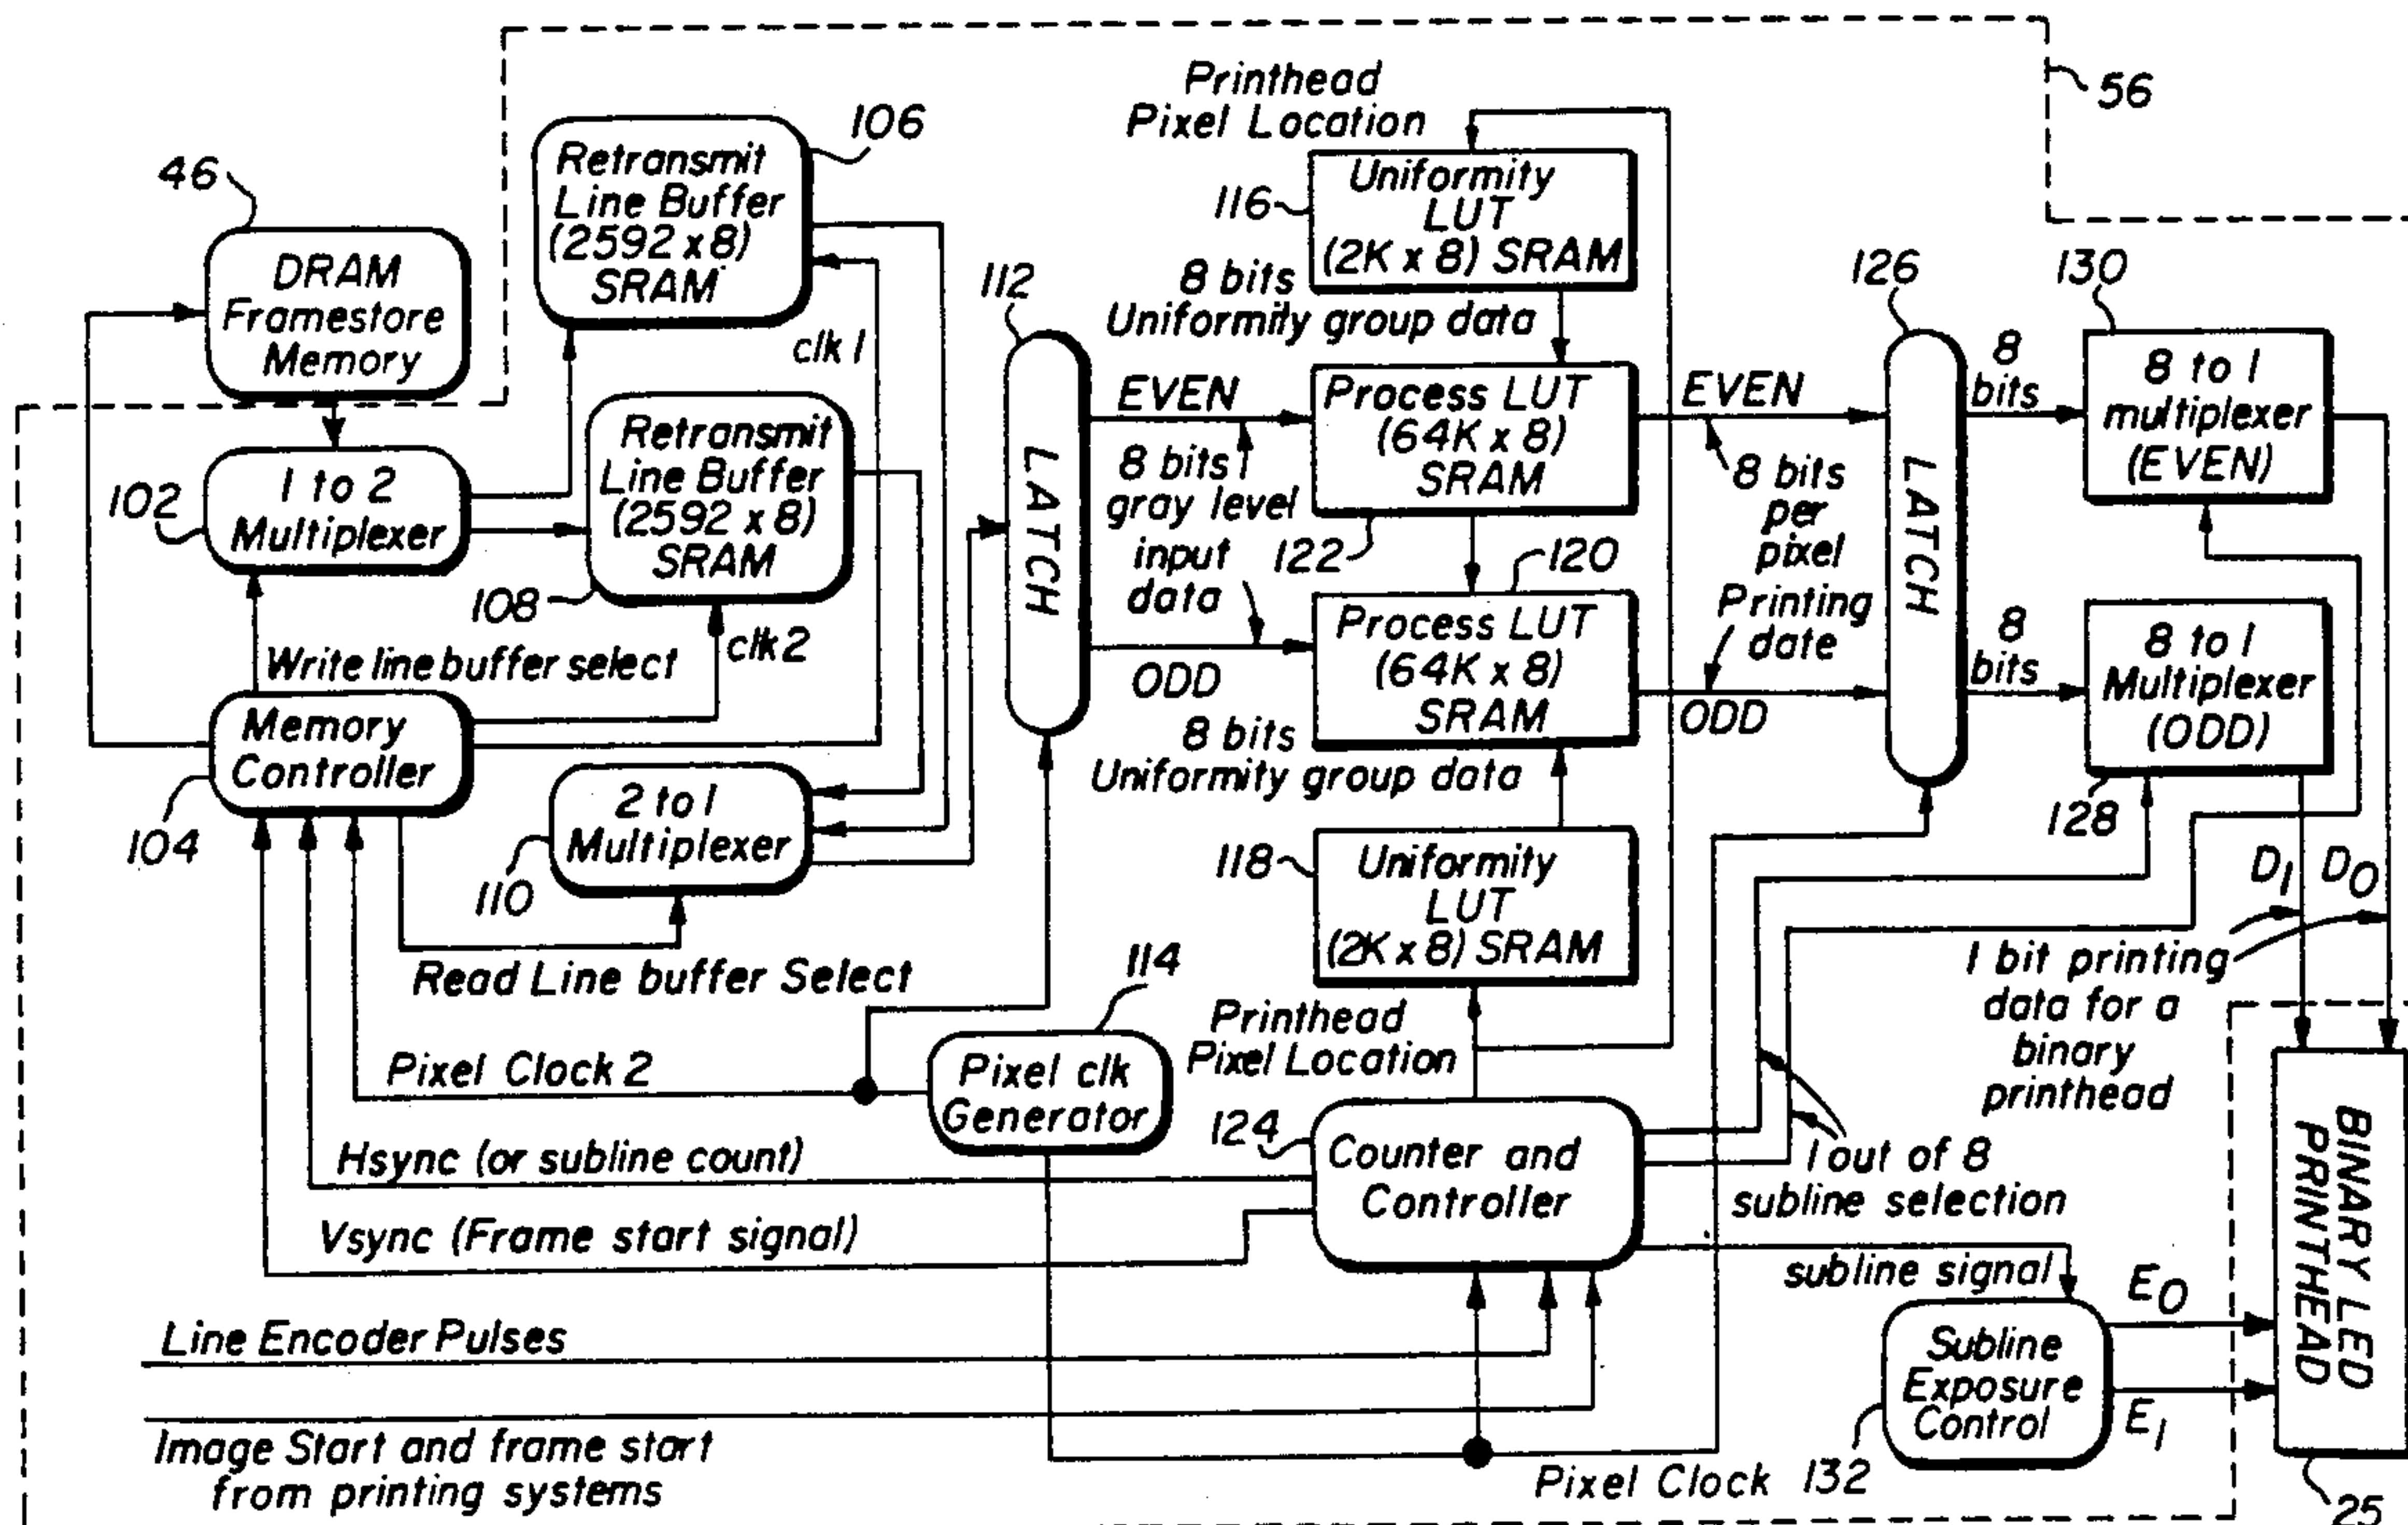 56
46
DRAM
Framestore
Memory
106
Retransmit
Line Buffer
(2592 x 8)
SRAM
clk 1
102
1 to 2
Multiplexer
108
Retransmit
Line Buffer
(2592 x 8)
SRAM
clk 2
Write line buffer select
104
Memory
Controller
110
2 to 1
Multiplexer
Read Line buffer Select
112
LATCH
Printhead
Pixel Location
116
Uniformity
LUT
(2K x 8) SRAM
8 bits
Uniformity group data
EVEN
8 bits
gray level
input
data
ODD
Process LUT
(64K x 8)
SRAM
122
120
Process LUT
(64K x 8)
SRAM
8 bits
Uniformity group data
118
Uniformity
LUT
(2K x 8) SRAM
Printhead
Pixel Location
EVEN
8 bits
per
pixel
Printing
date
ODD
126
LATCH
8
bits
8
bits
130
8 to 1
multiplexer
(EVEN)
8 to 1
Multiplexer
(ODD)
128
D1
D0
1 bit printing
data for a
binary
printhead
114
Pixel clk
Generator
Pixel Clock 2
Hsync (or subline count)
Vsync (Frame start signal)
124
Counter and
Controller
1 out of 8
subline selection
subline signal
Line Encoder Pulses
Image Start and frame start
from printing systems
Pixel Clock
132
Subline
Exposure
Control
E0
E1
BINARY LED
PRINTHEAD
25